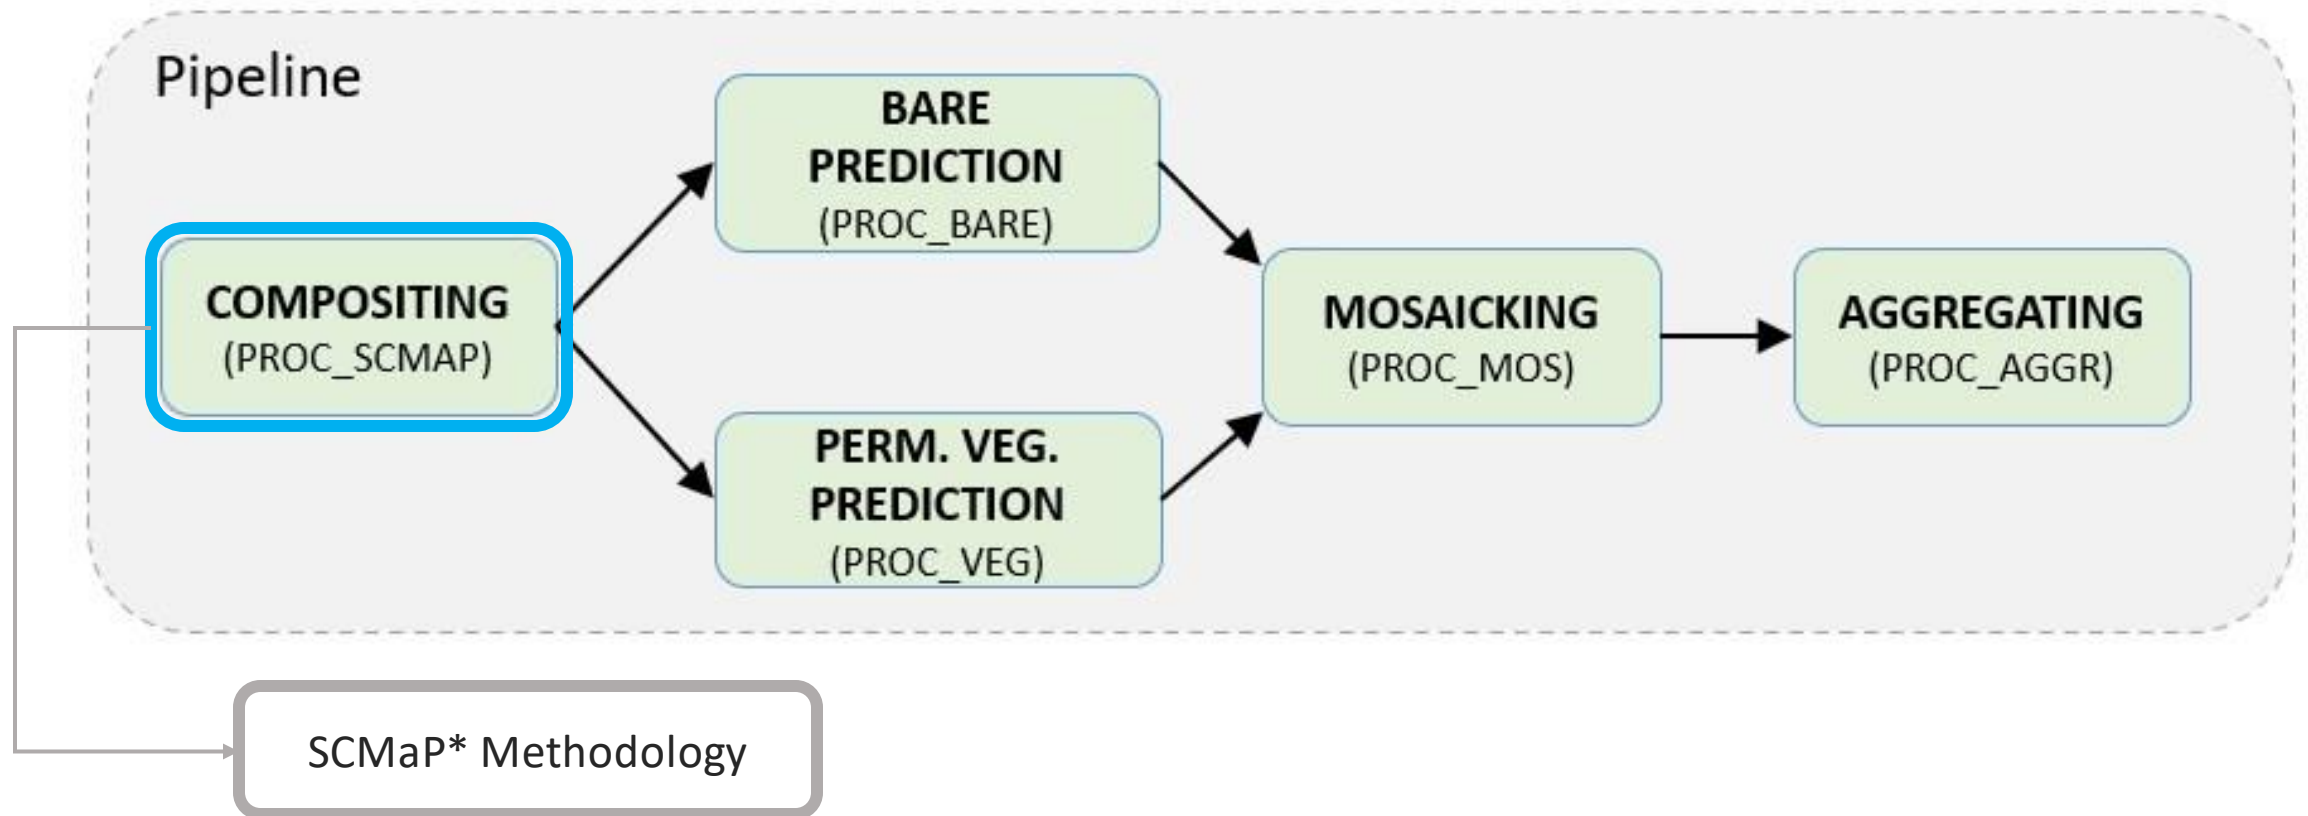 Pipeline
COMPOSITING
(PROC_SCMAP)
BARE
PREDICTION
(PROC_BARE)
PERM. VEG.
PREDICTION
(PROC_VEG)
MOSAICKING
(PROC_MOS)
AGGREGATING
(PROC_AGGR)
SCMaP* Methodology